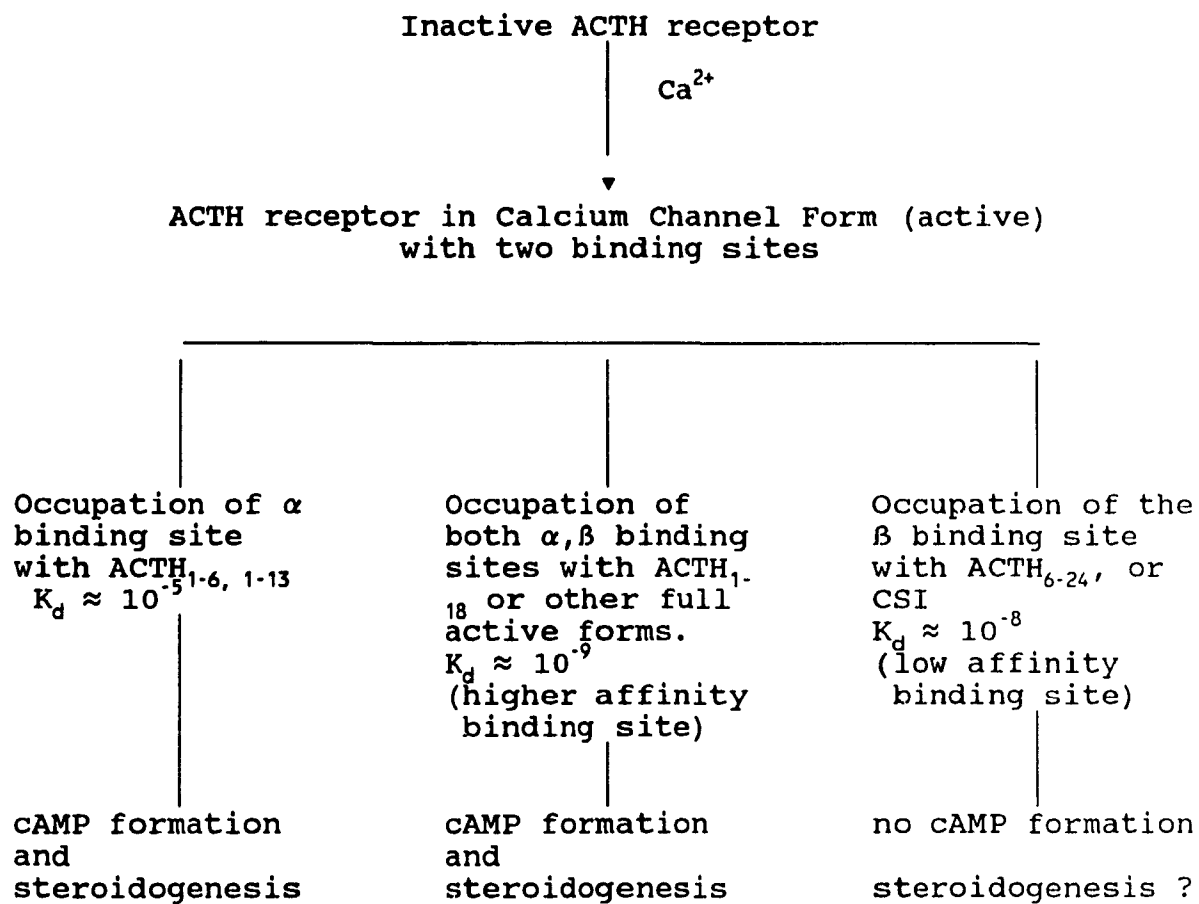 Inactive ACTH receptor
Ca²⁺
ACTH receptor in Calcium Channel Form (active)
with two binding sites
Occupation of α
binding site
with ACTH₁₋₆, ₁₋₁₃
K_d ≈ 10⁻⁵
Occupation of
both α,β binding
sites with ACTH₁₋
₁₈ or other full
active forms.
K_d ≈ 10⁻⁹
(higher affinity
binding site)
Occupation of the
β binding site
with ACTH₆₋₂₄, or
CSI
K_d ≈ 10⁻⁸
(low affinity
binding site)
cAMP formation
and
steroidogenesis
cAMP formation
and
steroidogenesis
no cAMP formation
steroidogenesis ?